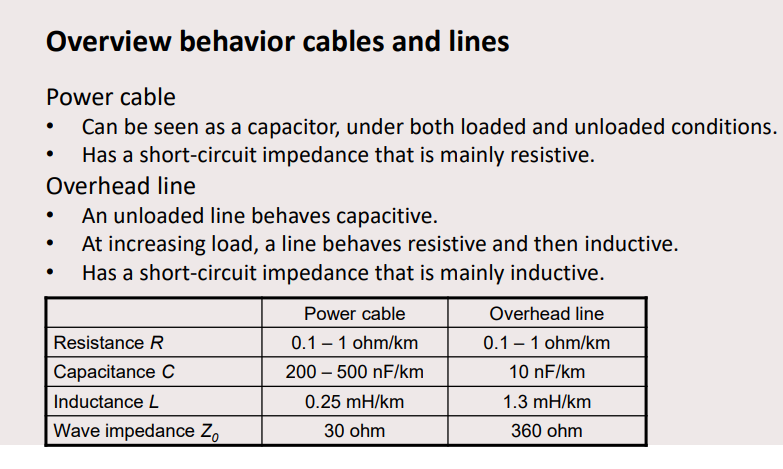 Overview behavior cables and lines
Power cable
• Can be seen as a capacitor, under both loaded and unloaded conditions.
• Has a short-circuit impedance that is mainly resistive.
Overhead line
• An unloaded line behaves capacitive.
• At increasing load, a line behaves resistive and then inductive.
• Has a short-circuit impedance that is mainly inductive.
Power cable Overhead line
Resistance R 0.1 – 1 ohm/km 0.1 – 1 ohm/km
Capacitance C 200 – 500 nF/km 10 nF/km
Inductance L 0.25 mH/km 1.3 mH/km
Wave impedance Z0 30 ohm 360 ohm